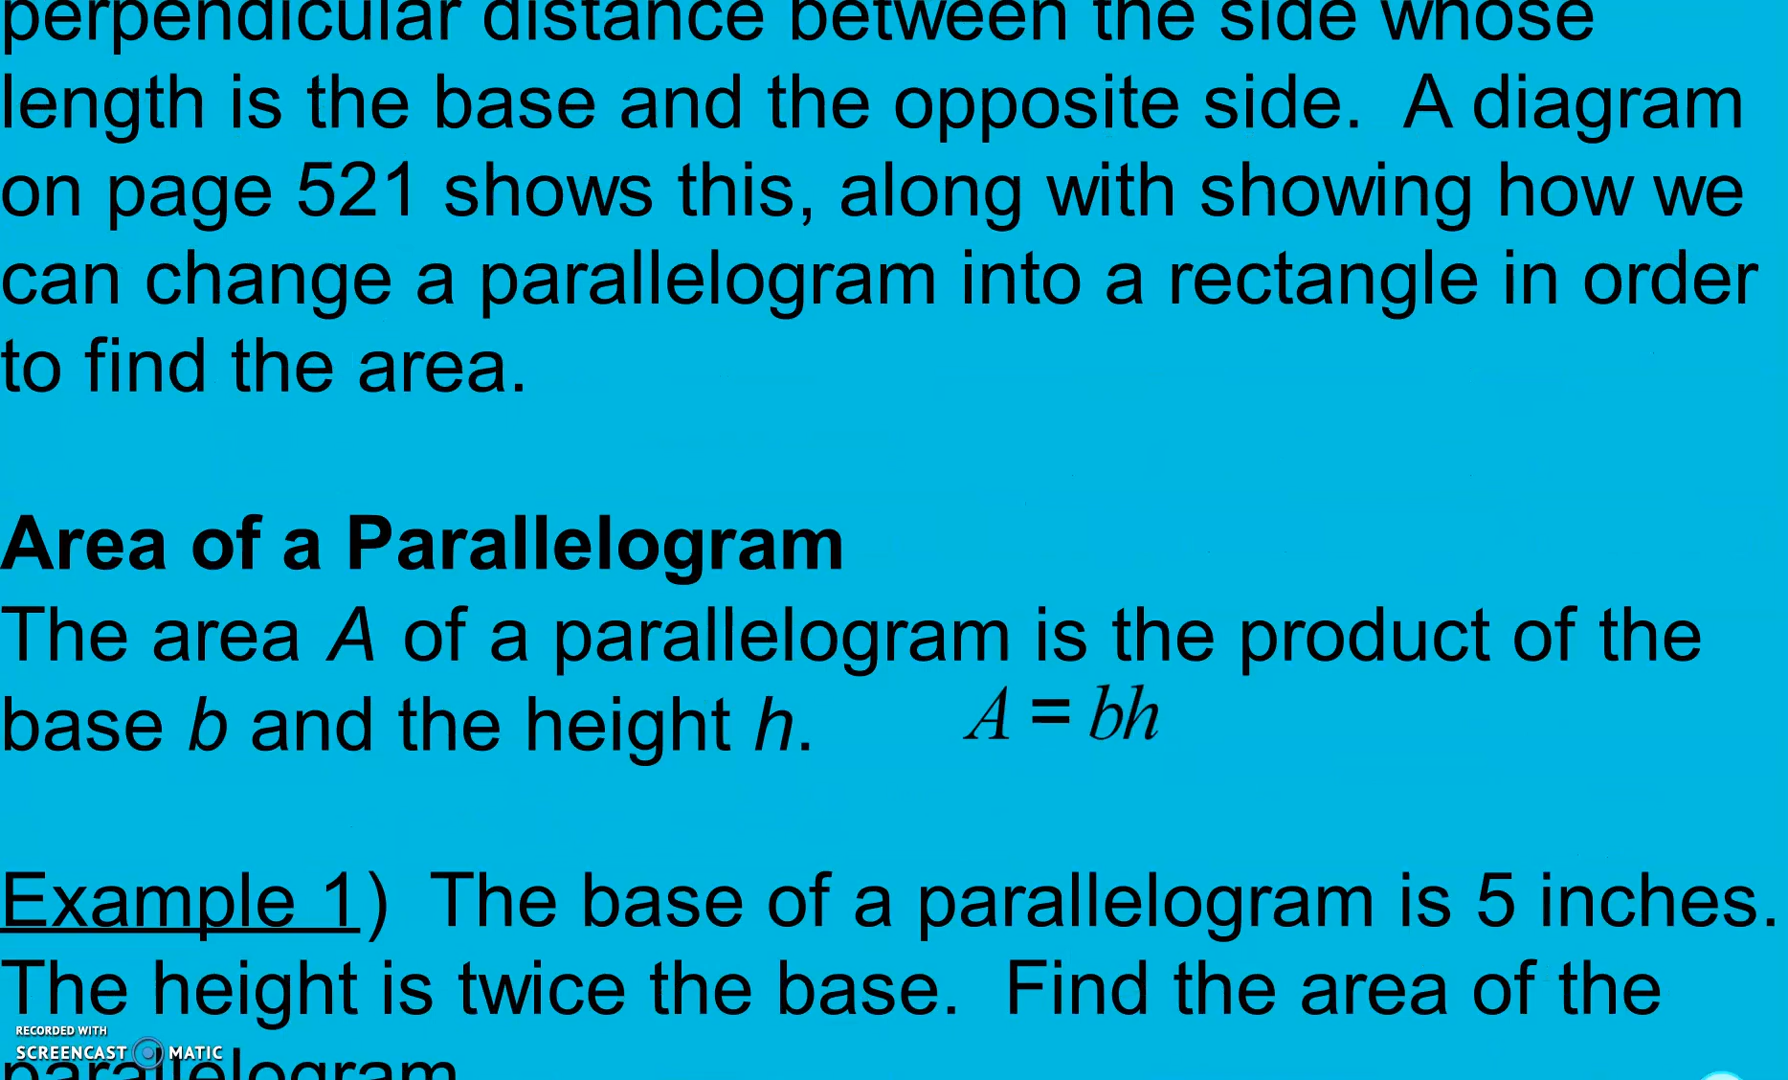 perpendicular distance between the side whose
length is the base and the opposite side. A diagram
on page 521 shows this, along with showing how we
can change a parallelogram into a rectangle in order
to find the area.
Area of a Parallelogram
The area A of a parallelogram is the product of the
base b and the height h. A = bh
Example 1) The base of a parallelogram is 5 inches.
The height is twice the base. Find the area of the
parallelogram
RECORDED WITH
SCREENCAST MATIC